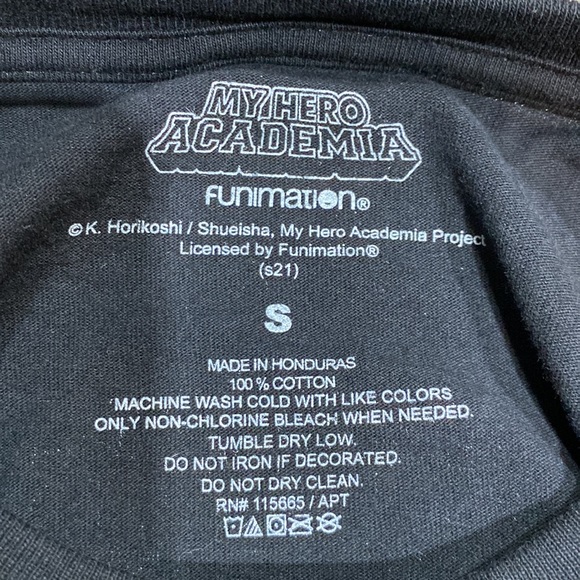 MY HERO
ACADEMIA
FUNIMATION®
©K. Horikoshi / Shueisha, My Hero Academia Project
Licensed by Funimation®
(s21)
S
MADE IN HONDURAS
100% COTTON
MACHINE WASH COLD WITH LIKE COLORS
ONLY NON-CHLORINE BLEACH WHEN NEEDED.
TUMBLE DRY LOW.
DO NOT IRON IF DECORATED.
DO NOT DRY CLEAN.
RN# 115665 / APT